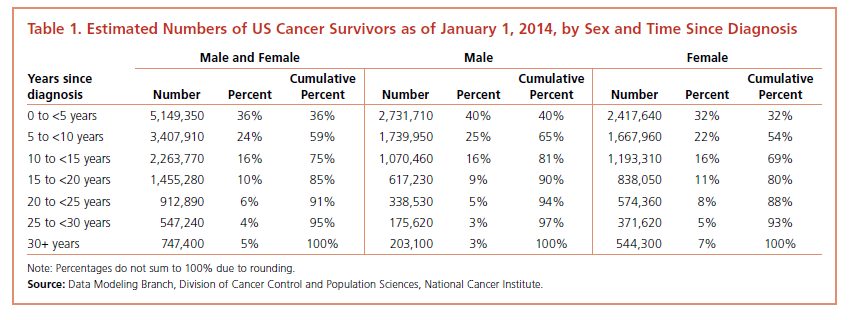 Table 1. Estimated Numbers of US Cancer Survivors as of January 1, 2014, by Sex and Time Since Diagnosis
Male and Female Male Female
Years since diagnosis Number Percent Cumulative Percent Number Percent Cumulative Percent Number Percent Cumulative Percent
0 to <5 years 5,149,350 36% 36% 2,731,710 40% 40% 2,417,640 32% 32%
5 to <10 years 3,407,910 24% 59% 1,739,950 25% 65% 1,667,960 22% 54%
10 to <15 years 2,263,770 16% 75% 1,070,460 16% 81% 1,193,310 16% 69%
15 to <20 years 1,455,280 10% 85% 617,230 9% 90% 838,050 11% 80%
20 to <25 years 912,890 6% 91% 338,530 5% 94% 574,360 8% 88%
25 to <30 years 547,240 4% 95% 175,620 3% 97% 371,620 5% 93%
30+ years 747,400 5% 100% 203,100 3% 100% 544,300 7% 100%
Note: Percentages do not sum to 100% due to rounding.
Source: Data Modeling Branch, Division of Cancer Control and Population Sciences, National Cancer Institute.